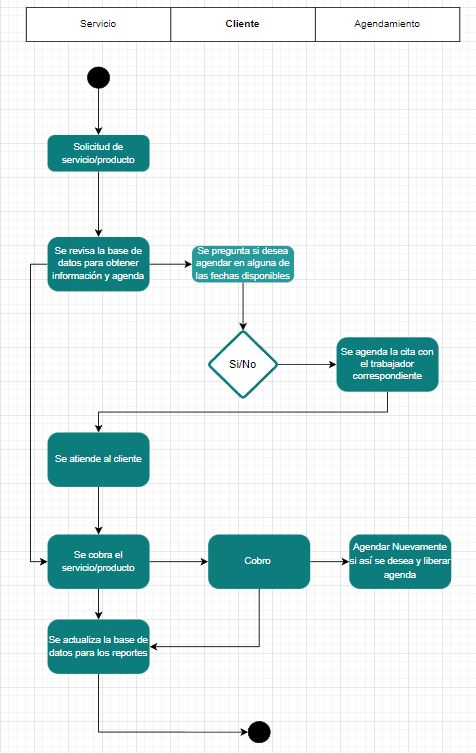 Servicio
Cliente
Agendamiento
Solicitud de
servicio/producto
Se revisa la base de
datos para obtener
información y agenda
Se pregunta si desea
agendar en alguna de
las fechas disponibles
Si/No
Se agenda la cita con
el trabajador
correspondiente
Se atiende al cliente
Se cobra el
servicio/producto
Cobro
Agendar Nuevamente
si así se desea y liberar
agenda
Se actualiza la base de
datos para los reportes